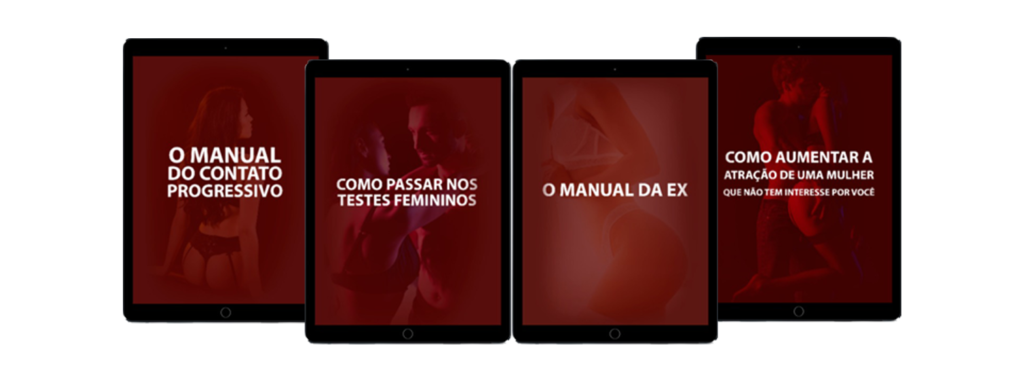 O MANUAL
DO CONTATO
PROGRESSIVO
COMO PASSAR NOS
TESTES FEMININOS
O MANUAL DA EX
COMO AUMENTAR A
ATRAÇÃO DE UMA MULHER
QUE NÃO TEM INTERESSE POR VOCÊ